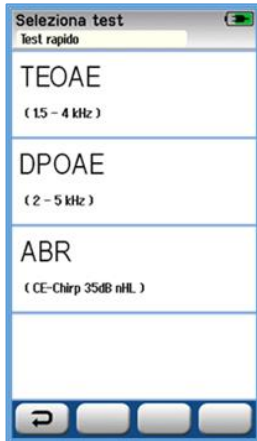 Seleziona test
Test rapido
TEOAE
( 1.5 - 4 kHz )
DPOAE
( 2 - 5 kHz )
ABR
( CE-Chirp 35dB nHL )